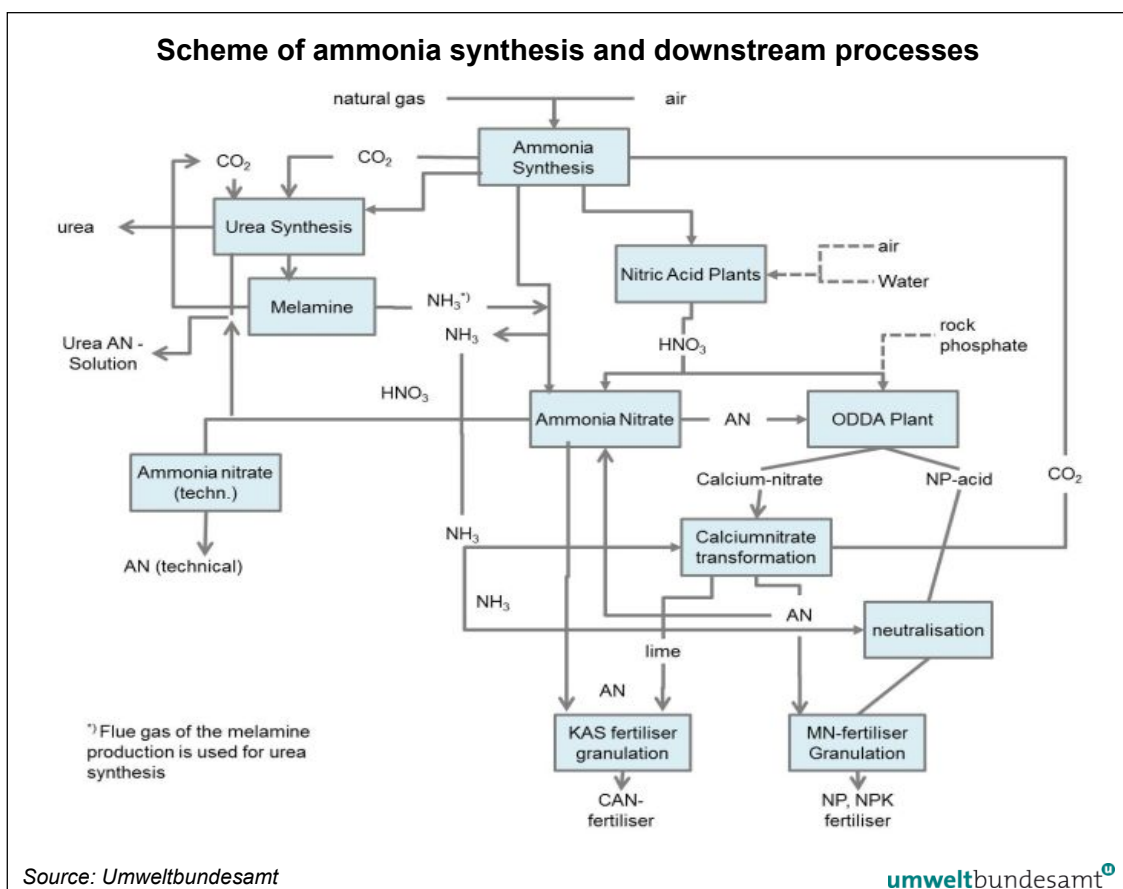 Scheme of ammonia synthesis and downstream processes
natural gas
air
Ammonia
Synthesis
CO₂
CO₂
Urea Synthesis
urea
Nitric Acid Plants
air
Water
Melamine
NH₃*)
NH₃
Urea AN -
Solution
HNO₃
rock
phosphate
HNO₃
Ammonia Nitrate
AN
ODDA Plant
Ammonia nitrate
(techn.)
Calcium-nitrate
NP-acid
CO₂
AN (technical)
NH₃
Calciumnitrate
transformation
NH₃
AN
neutralisation
lime
AN
*) Flue gas of the melamine
production is used for urea
synthesis
KAS fertiliser
granulation
MN-fertiliser
Granulation
CAN-
fertiliser
NP, NPK
fertiliser
Source: Umweltbundesamt
umweltbundesamt u